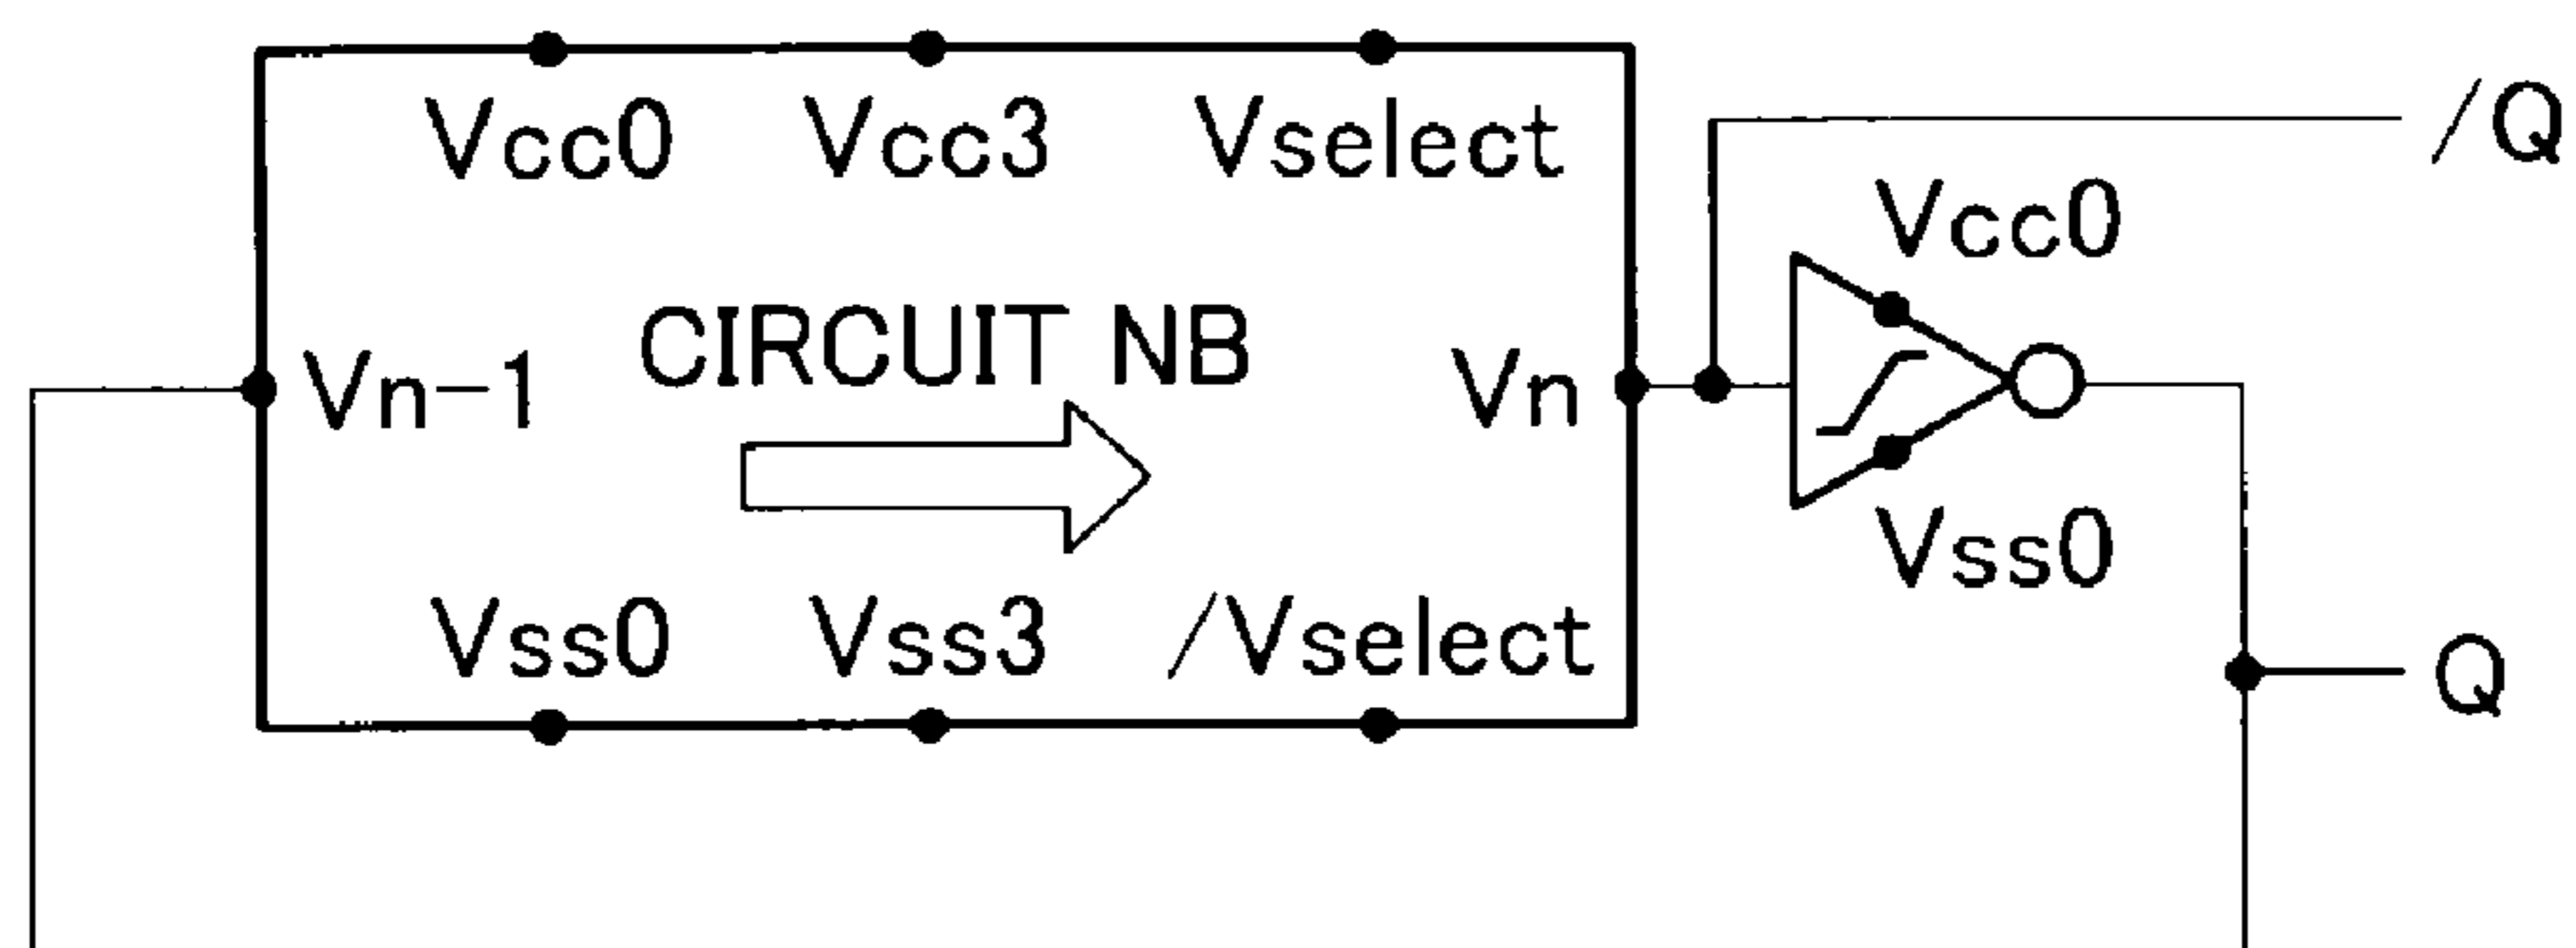 Vcc0 Vcc3 Vselect
/Q
Vcc0
CIRCUIT NB
Vn-1
Vn
Vss0
Vss0 Vss3 /Vselect
Q